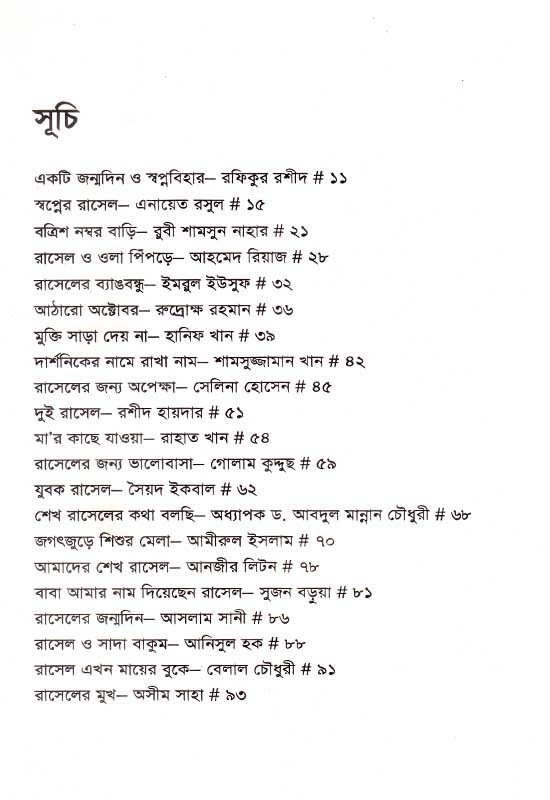 সূচি
একটি জন্মদিন ও স্বপ্নবিহার– রফিকুর রশীদ # ১১
স্বপ্নের রাসেল– এনায়েত রসুল # ১৫
বত্রিশ নম্বর বাড়ি– রুবী শামসুন নাহার # ২১
রাসেল ও ওলা পিঁপড়ে– আহমেদ রিয়াজ # ২৮
রাসেলের ব্যাঙবন্ধু– ইমরুল ইউসুফ # ৩২
আঠারো অক্টোবর– রুদ্রোক্ষ রহমান # ৩৬
মুক্তি সাড়া দেয় না– হানিফ খান # ৩৯
দার্শনিকের নামে রাখা নাম– শামসুজ্জামান খান # ৪২
রাসেলের জন্য অপেক্ষা– সেলিনা হোসেন # ৪৫
দুই রাসেল– রশীদ হায়দার # ৫১
মা'র কাছে যাওয়া– রাহাত খান # ৫৪
রাসেলের জন্য ভালোবাসা– গোলাম কুদ্দুছ # ৫৯
যুবক রাসেল– সৈয়দ ইকবাল # ৬২
শেখ রাসেলের কথা বলছি– অধ্যাপক ড. আবদুল মান্নান চৌধুরী # ৬৮
জগৎজুড়ে শিশুর মেলা– আমীরুল ইসলাম # ৭০
আমাদের শেখ রাসেল– আনজীর লিটন # ৭৮
বাবা আমার নাম দিয়েছেন রাসেল– সুজন বড়ুয়া # ৮১
রাসেলের জন্মদিন– আসলাম সানী # ৮৬
রাসেল ও সাদা বাকুম– আনিসুল হক # ৮৮
রাসেল এখন মায়ের বুকে– বেলাল চৌধুরী # ৯১
রাসেলের মুখ– অসীম সাহা # ৯৩